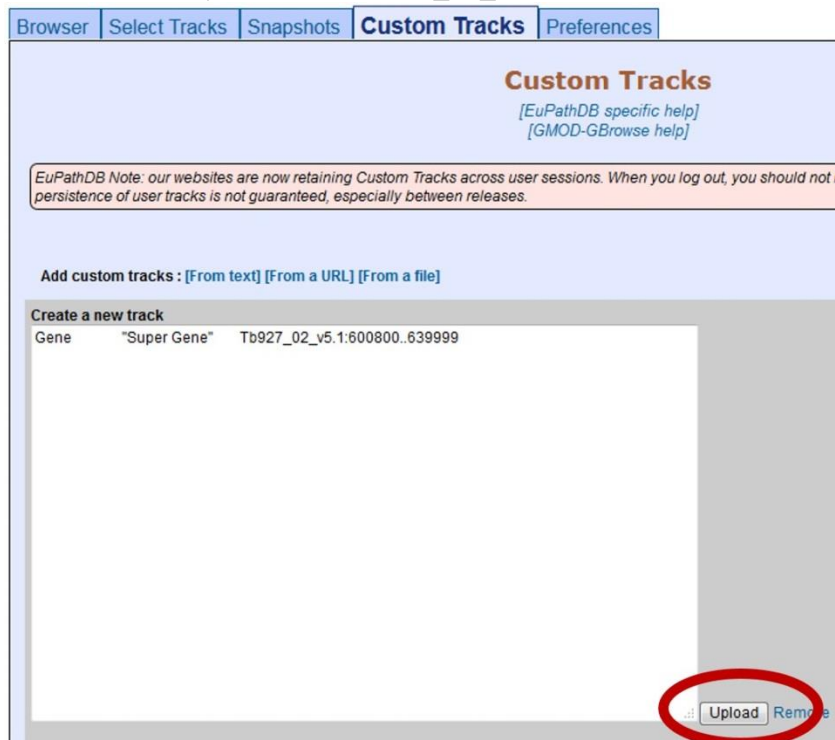 Browser Select Tracks Snapshots Custom Tracks Preferences
Custom Tracks
[EuPathDB specific help]
[GMOD-GBrowse help]
EuPathDB Note: our websites are now retaining Custom Tracks across user sessions. When you log out, you should not
persistence of user tracks is not guaranteed, especially between releases.
Add custom tracks : [From text] [From a URL] [From a file]
Create a new track
Gene "Super Gene" Tb927_02_v5.1:600800..639999
Upload Remove